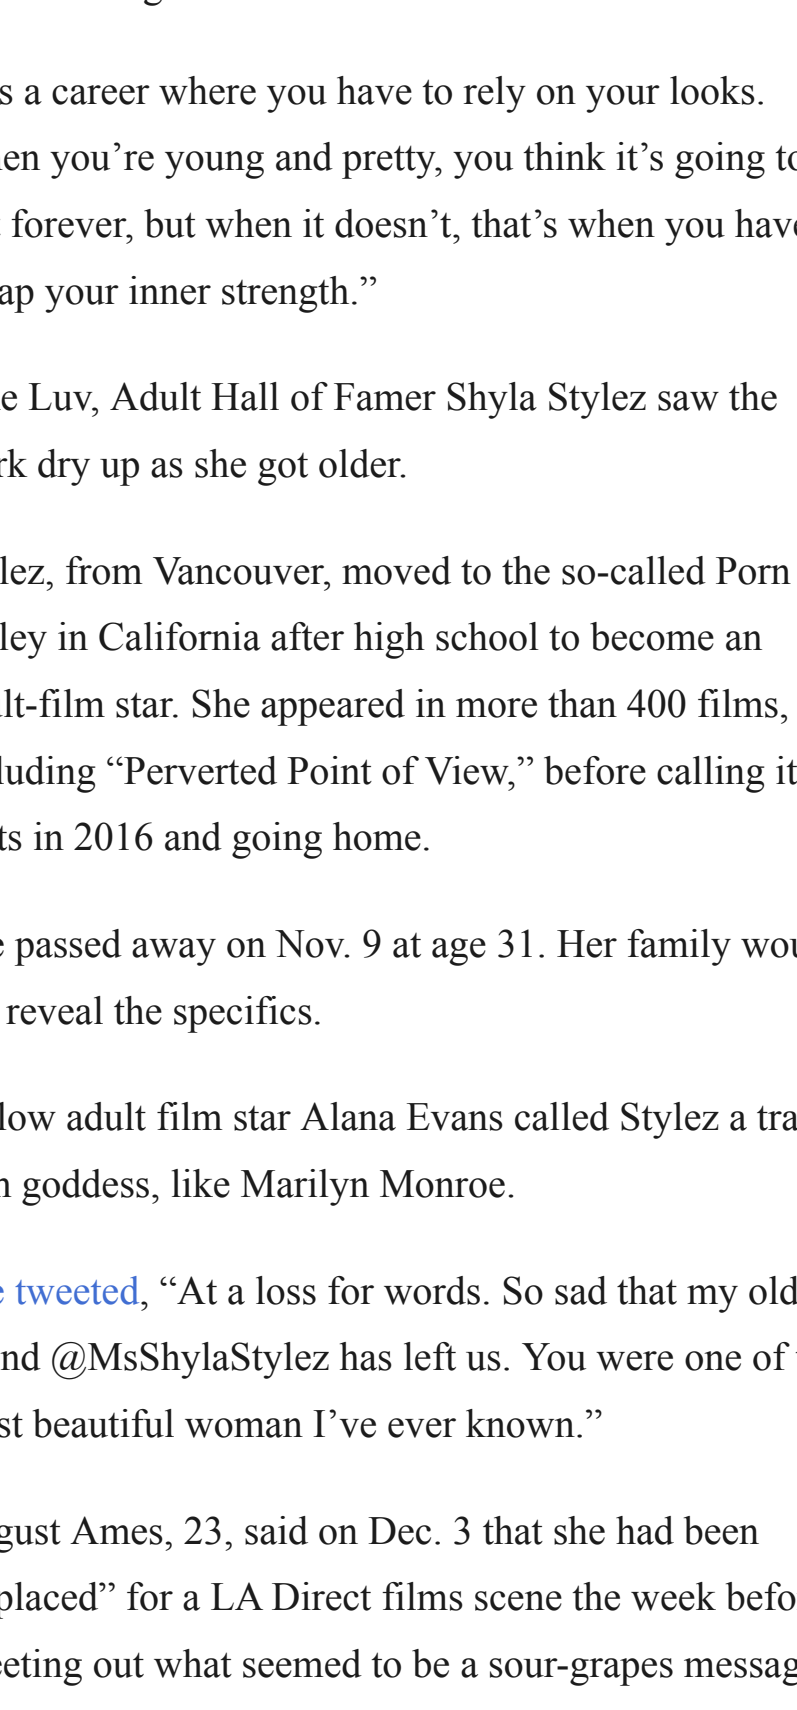 s a career where you have to rely on your looks.
en you’re young and pretty, you think it’s going to
forever, but when it doesn’t, that’s when you have
ap your inner strength.”
e Luv, Adult Hall of Famer Shyla Stylez saw the
rk dry up as she got older.
lez, from Vancouver, moved to the so-called Porn
ley in California after high school to become an
lt-film star. She appeared in more than 400 films,
luding “Perverted Point of View,” before calling it
ts in 2016 and going home.
e passed away on Nov. 9 at age 31. Her family wou
reveal the specifics.
low adult film star Alana Evans called Stylez a tra
n goddess, like Marilyn Monroe.
e tweeted, “At a loss for words. So sad that my old
nd @MsShylaStylez has left us. You were one of
st beautiful woman I’ve ever known.”
gust Ames, 23, said on Dec. 3 that she had been
placed” for a LA Direct films scene the week befo
eeting out what seemed to be a sour-grapes messag